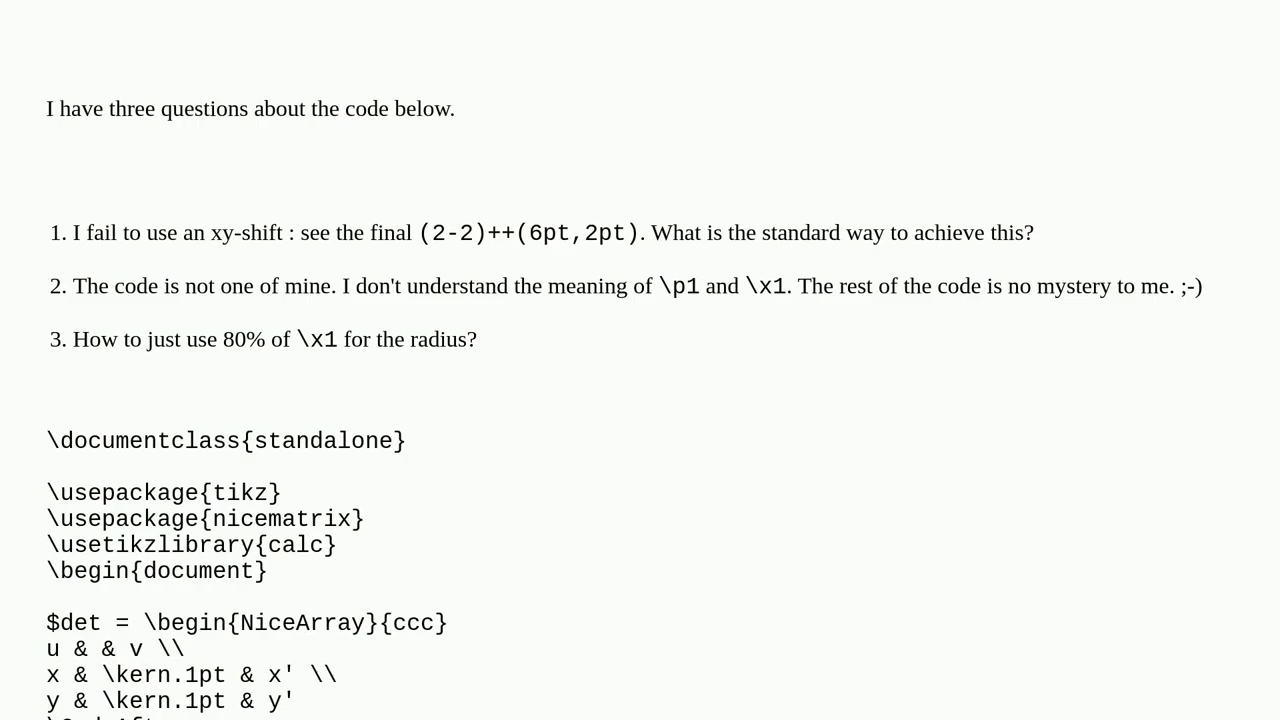 I have three questions about the code below.
1. I fail to use an xy-shift : see the final (2-2)++(6pt,2pt). What is the standard way to achieve this?
2. The code is not one of mine. I don't understand the meaning of \p1 and \x1. The rest of the code is no mystery to me. ;-)
3. How to just use 80% of \x1 for the radius?
\documentclass{standalone}
\usepackage{tikz}
\usepackage{nicematrix}
\usetikzlibrary{calc}
\begin{document}
$det = \begin{NiceArray}{ccc}
u & & v \\
x & \kern.1pt & x' \\
y & \kern.1pt & y'